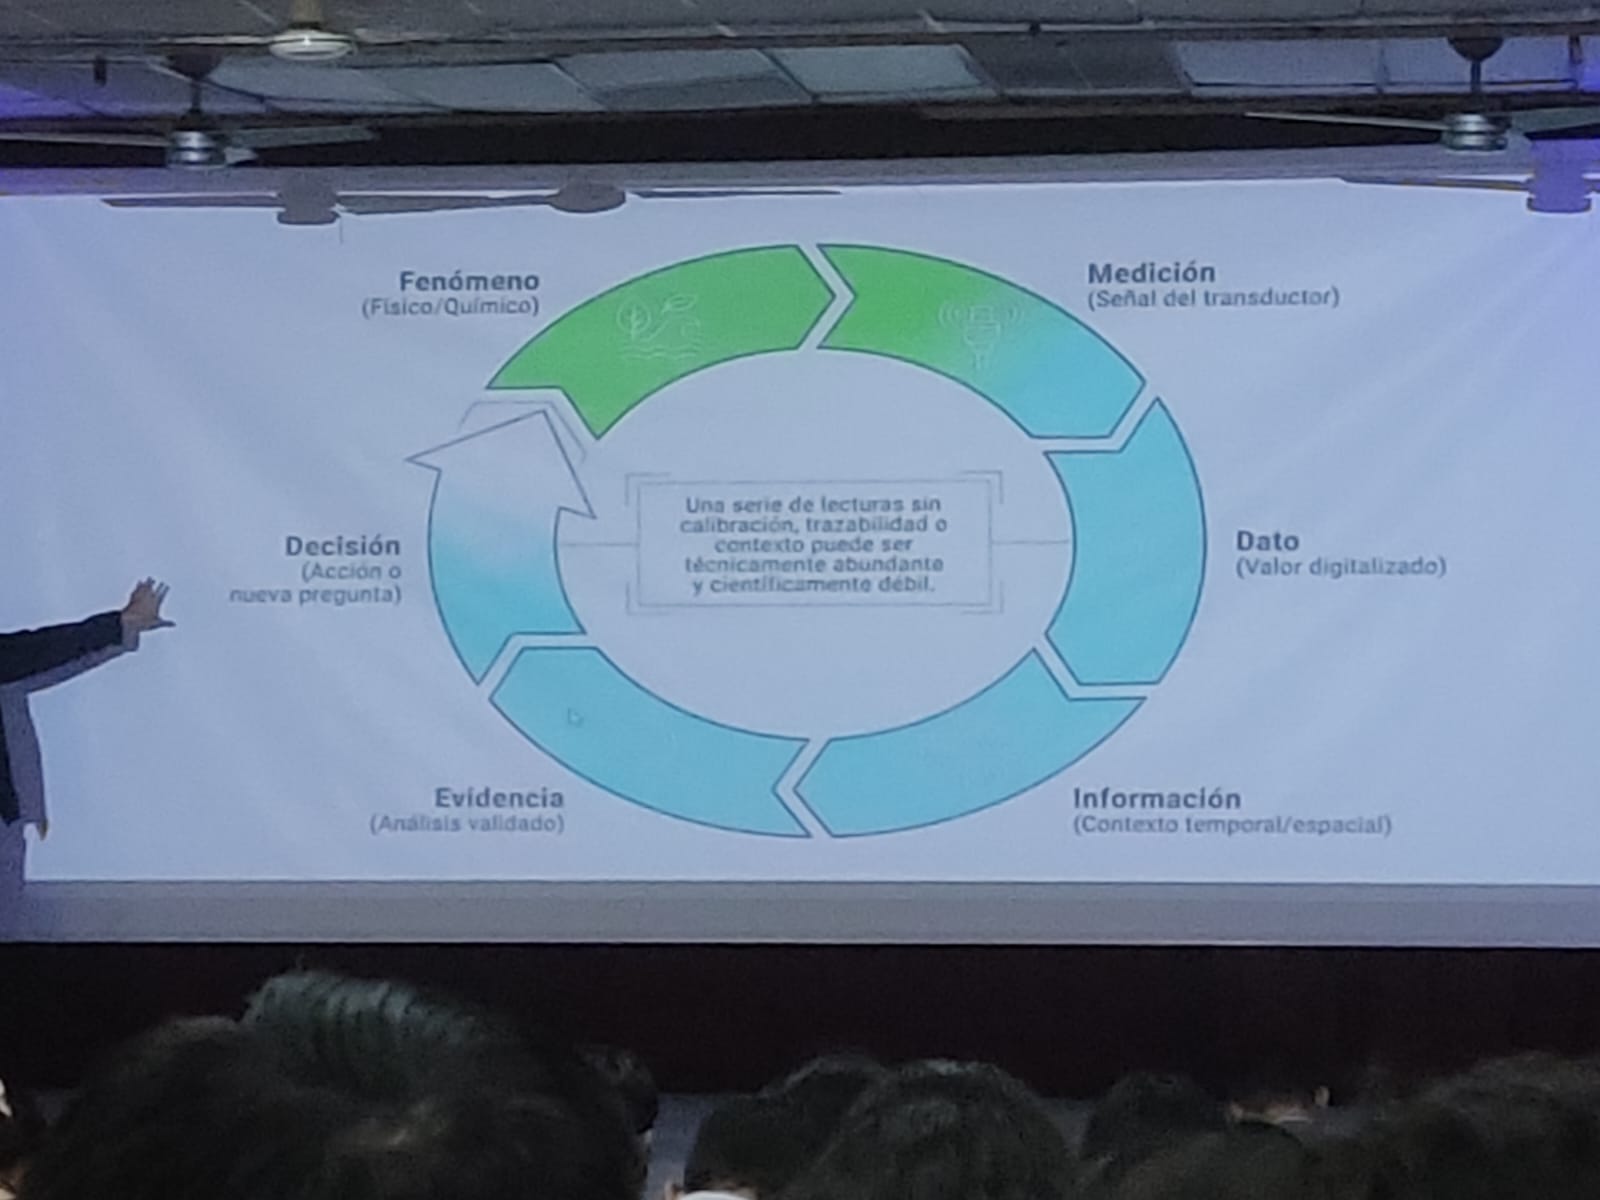 Fenómeno
(Físico/Químico)
Medición
(Señal del transductor)
Una serie de lecturas sin
calibración, trazabilidad o
contexto puede ser
técnicamente abundante
y científicamente débil.
Decisión
(Acción o
nueva pregunta)
Dato
(Valor digitalizado)
Evidencia
(Análisis validado)
Información
(Contexto temporal/espacial)